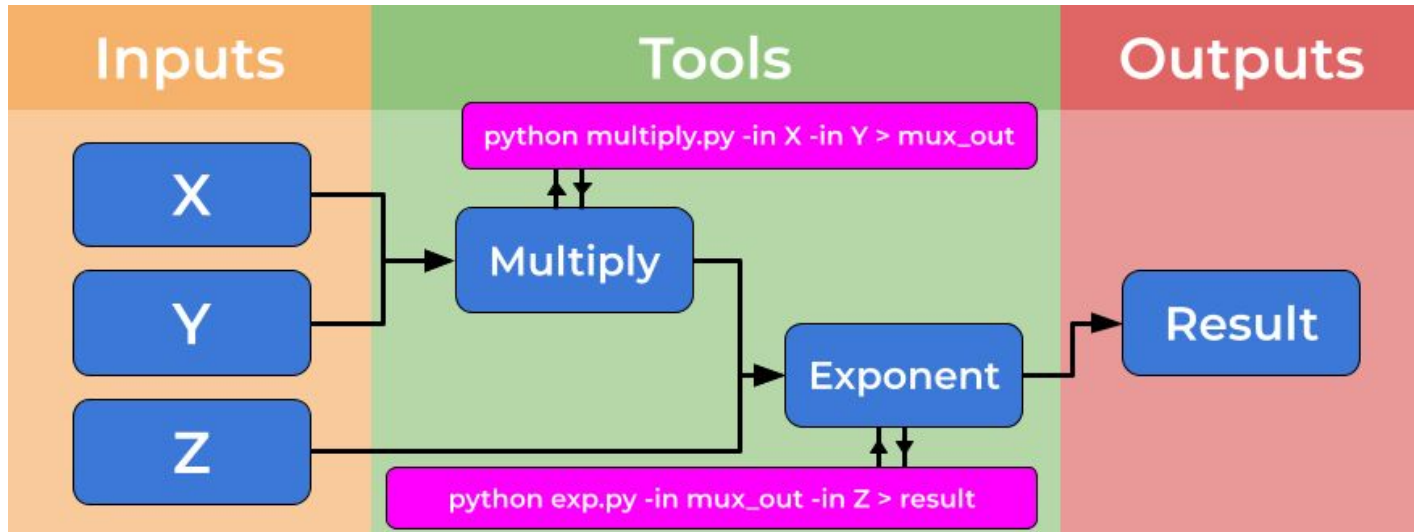 Inputs
Tools
Outputs
python multiply.py -in X -in Y > mux_out
X
Multiply
Y
Result
Exponent
Z
python exp.py -in mux_out -in Z > result